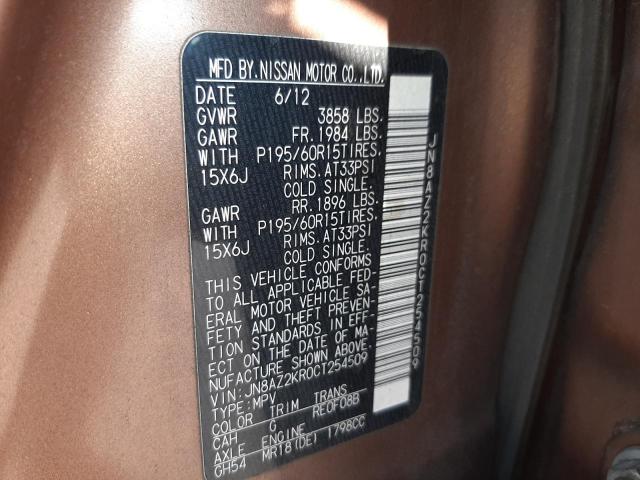 MFD BY.NISSAN MOTOR CO.,LTD.
DATE 6/12
GVWR 3858 LBS.
GAWR FR.1984 LBS.
WITH P195/60R15TIRES.
15X6J RIMS.AT33PSI
COLD SINGLE.
GAWR RR.1896 LBS.
WITH P195/60R15TIRES.
15X6J RIMS.AT33PSI
COLD SINGLE.
THIS VEHICLE CONFORMS
TO ALL APPLICABLE FED-
ERAL MOTOR VEHICLE SA-
FETY AND THEFT PREVEN-
TION STANDARDS IN EFF-
ECT ON THE DATE OF MA-
NUFACTURE SHOWN ABOVE.
VIN:JN8AZ2KR0CT254509
TYPE:MPV
COLOR TRIM TRANS
CAH G RE0F08B
AXLE ENGINE
GH54 MR18(DE) 1798CC
JN8AZ2KR0CT254509